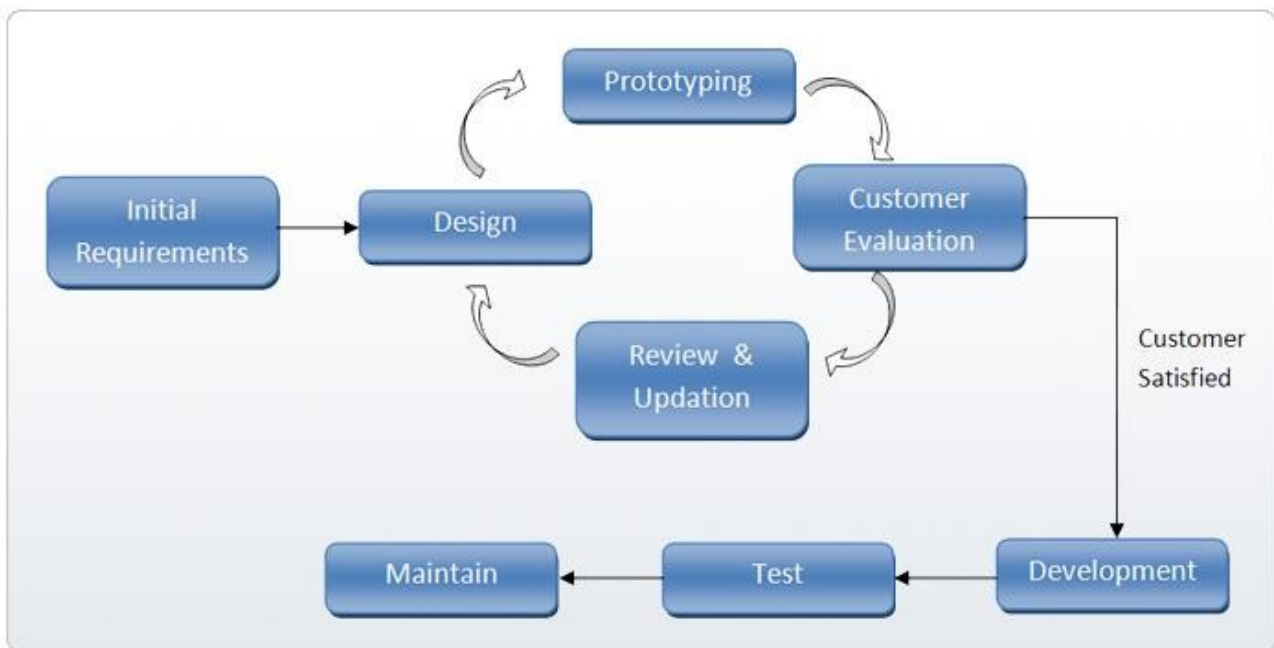 Prototyping
Initial
Requirements
Design
Customer
Evaluation
Review & 
Updation
Customer
Satisfied
Maintain
Test
Development